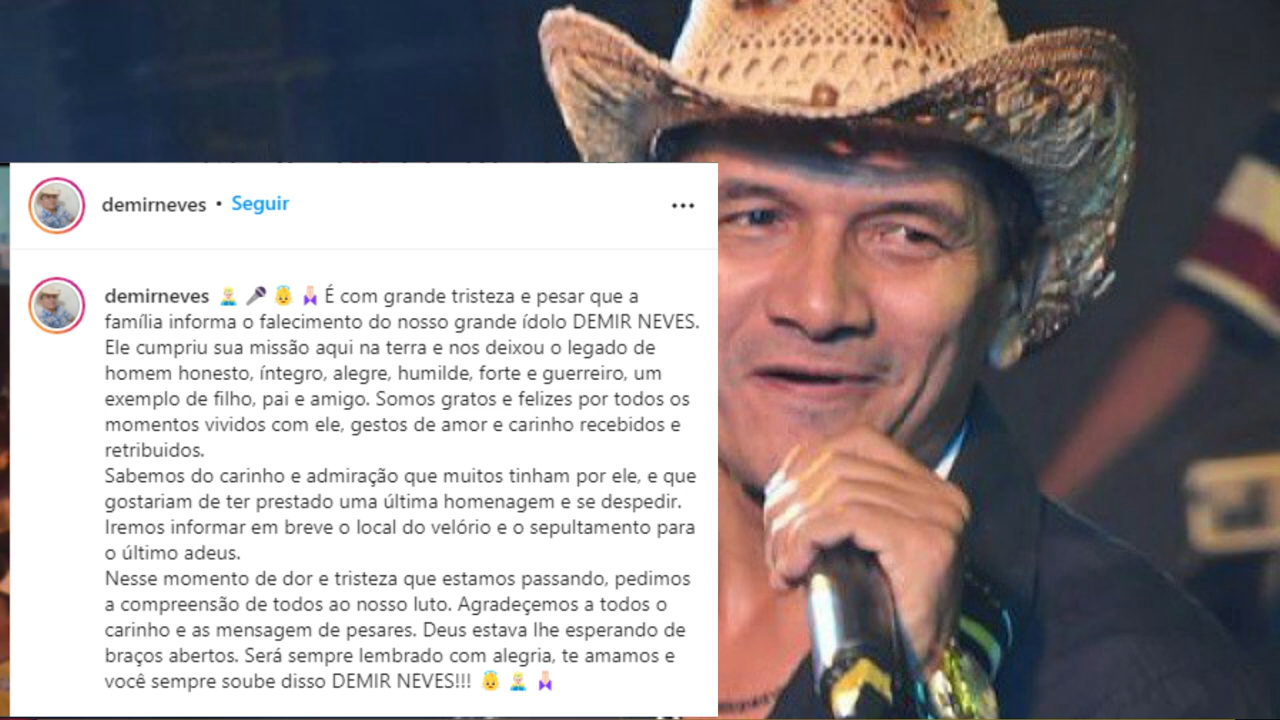 demirneves • Seguir
demirneves 👱🏼‍♂️ 🎤 👼 🙏🏻 É com grande tristeza e pesar que a
família informa o falecimento do nosso grande ídolo DEMIR NEVES.
Ele cumpriu sua missão aqui na terra e nos deixou o legado de
homem honesto, íntegro, alegre, humilde, forte e guerreiro, um
exemplo de filho, pai e amigo. Somos gratos e felizes por todos os
momentos vividos com ele, gestos de amor e carinho recebidos e
retribuidos.
Sabemos do carinho e admiração que muitos tinham por ele, e que
gostariam de ter prestado uma última homenagem e se despedir.
Iremos informar em breve o local do velório e o sepultamento para
o último adeus.
Nesse momento de dor e tristeza que estamos passando, pedimos
a compreensão de todos ao nosso luto. Agradeçemos a todos o
carinho e as mensagem de pesares. Deus estava lhe esperando de
braços abertos. Será sempre lembrado com alegria, te amamos e
você sempre soube disso DEMIR NEVES!!! 👼 👱🏼‍♂️ 🙏🏻